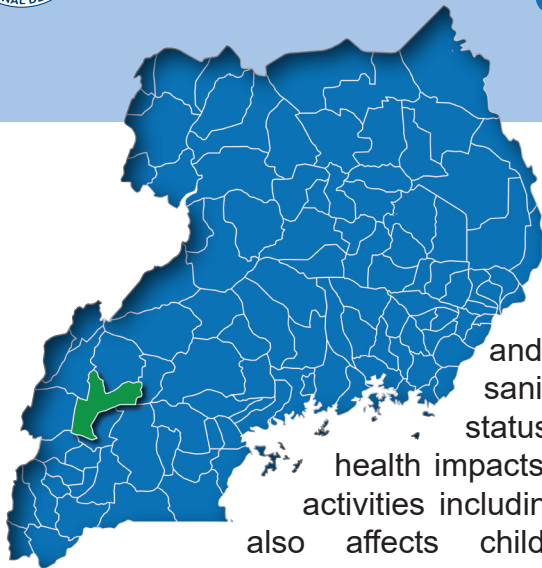 and
sani
status
health impacts
activities includin
also affects child